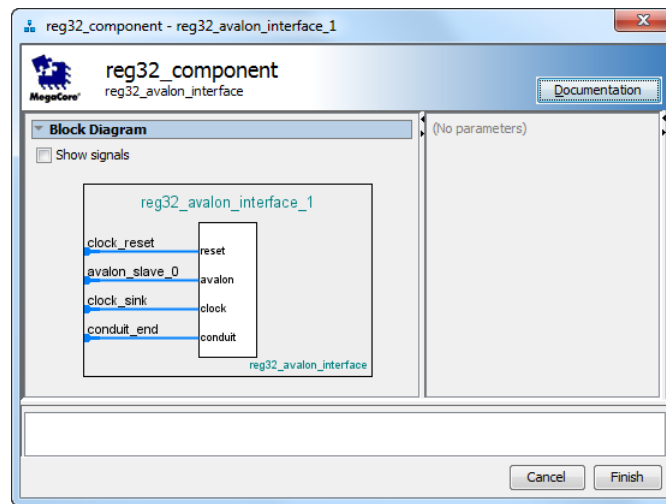 reg32_component - reg32_avalon_interface_1
X
MegaCore®
reg32_component
reg32_avalon_interface
Documentation
Block Diagram
(No parameters)
Show signals
reg32_avalon_interface_1
clock_reset
reset
avalon_slave_0
avalon
clock_sink
clock
conduit_end
conduit
reg32_avalon_interface
Cancel
Finish